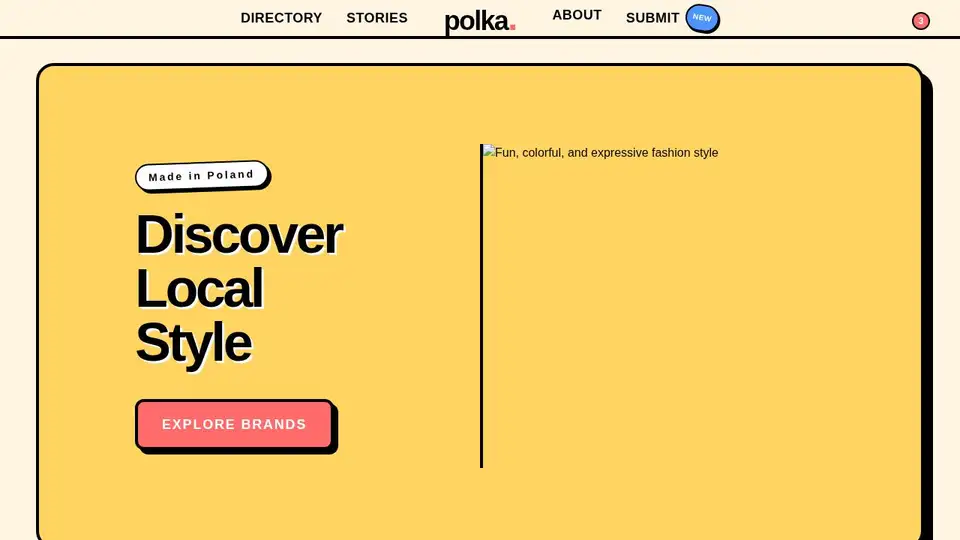 DIRECTORY STORIES polka. ABOUT SUBMIT NEW 3
Made in Poland
Fun, colorful, and expressive fashion style
Discover
Local
Style
EXPLORE BRANDS